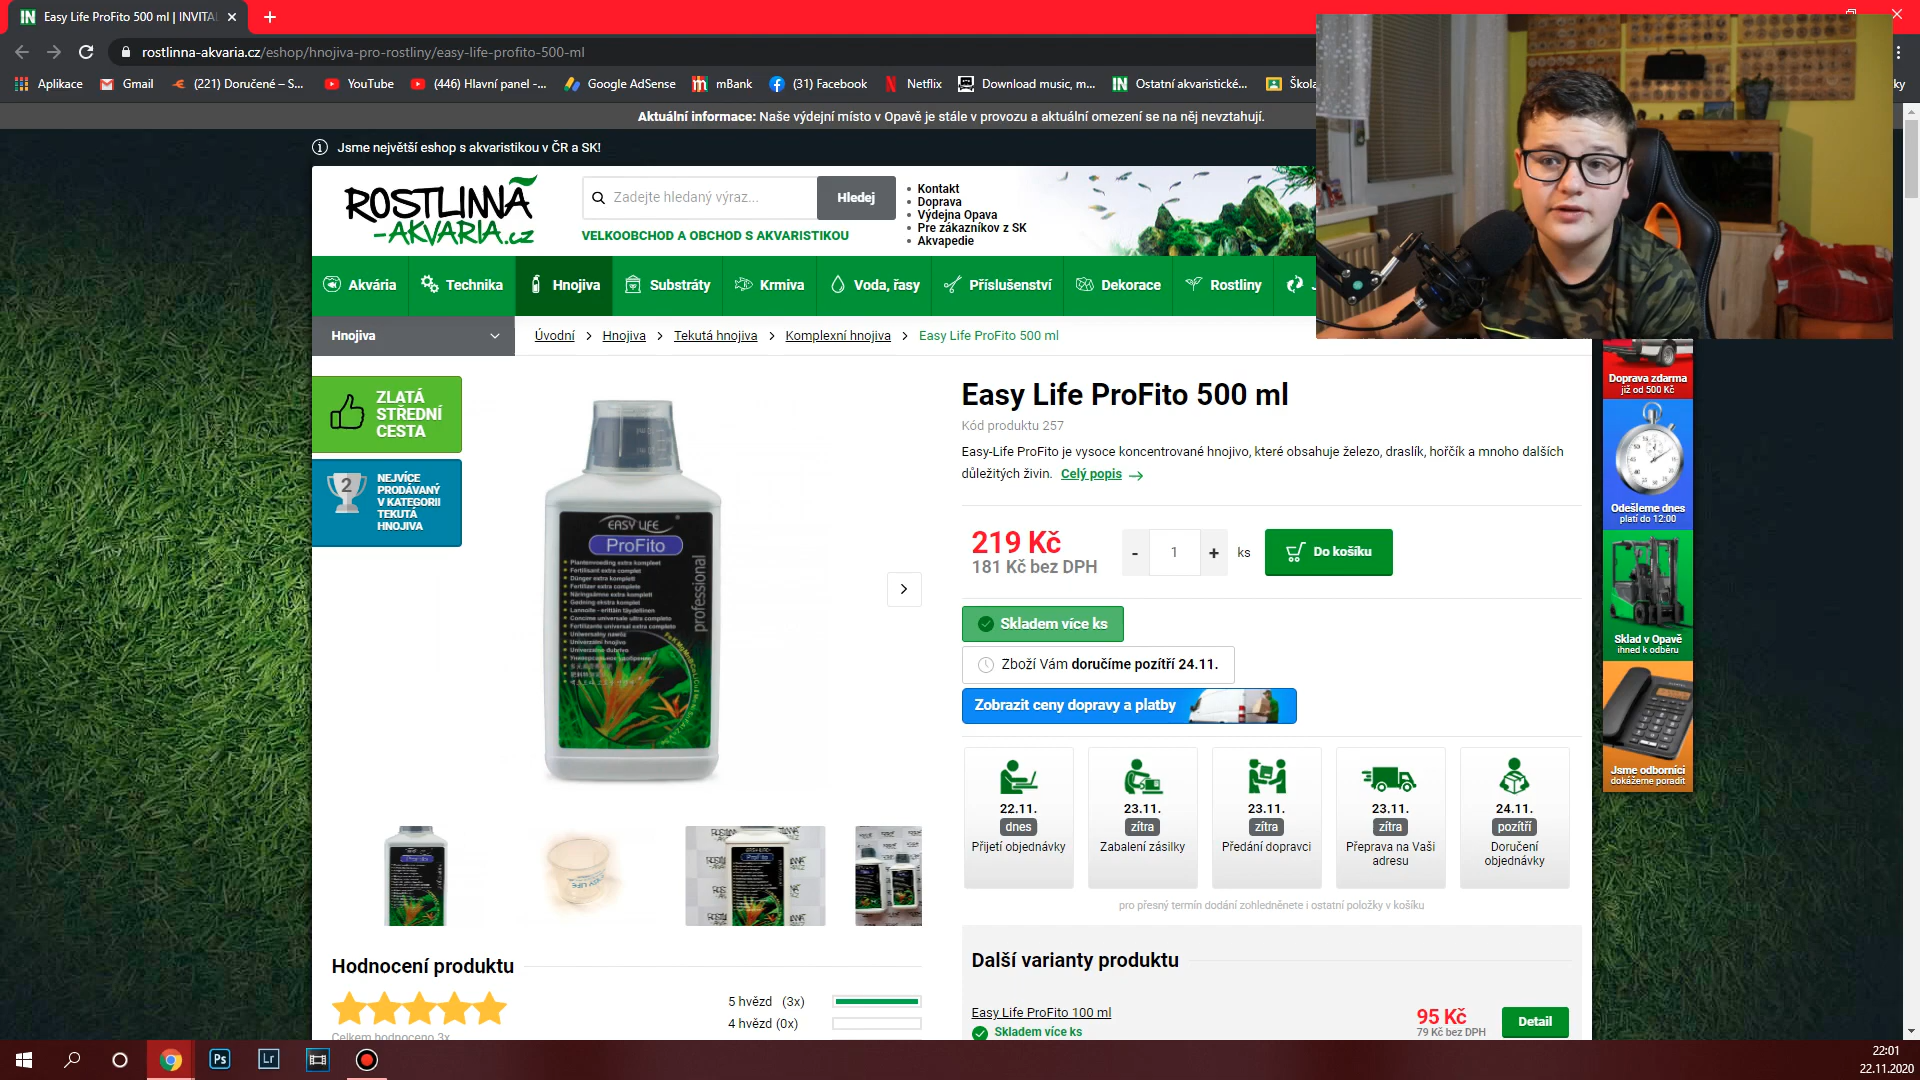 Easy Life ProFito 500 ml | INVITAL
rostlinna-akvaria.cz/eshop/hnojiva-pro-rostliny/easy-life-profito-500-ml
Aplikace
Gmail
(221) Doručené – S...
YouTube
(446) Hlavní panel -...
Google AdSense
mBank
(31) Facebook
Netflix
Download music, m...
Ostatní akvaristické...
Škola
Aktuální informace: Naše výdejní místo v Opavě je stále v provozu a aktuální omezení se na něj nevztahují.
Jsme největší eshop s akvaristikou v ČR a SK!
ROSTLINNÁ
-AKVARIA.cz
Zadejte hledaný výraz...
Hledej
VELKOOBCHOD A OBCHOD S AKVARISTIKOU
Kontakt
Doprava
Výdejna Opava
Pre zákazníkov z SK
Akvapedie
Akvária
Technika
Hnojiva
Substráty
Krmiva
Voda, řasy
Příslušenství
Dekorace
Rostliny
Hnojiva
Úvodní > Hnojiva > Tekutá hnojiva > Komplexní hnojiva > Easy Life ProFito 500 ml
ZLATÁ
STŘEDNÍ
CESTA
2
NEJVÍCE
PRODÁVANÝ
V KATEGORII
TEKUTÁ
HNOJIVA
EASY LIFE
ProFito
professional
Easy Life ProFito 500 ml
Kód produktu 257
Easy-Life ProFito je vysoce koncentrované hnojivo, které obsahuje železo, draslík, hořčík a mnoho dalších
důležitých živin. Celý popis
219 Kč
181 Kč bez DPH
- 1 + ks
Do košíku
Skladem více ks
Zboží Vám doručíme pozítří 24.11.
Zobrazit ceny dopravy a platby
22.11.
dnes
Přijetí objednávky
23.11.
zítra
Zabalení zásilky
23.11.
zítra
Předání dopravci
23.11.
zítra
Přeprava na Vaši
adresu
24.11.
pozítří
Doručení
objednávky
pro přesný termín dodání zohledněnete i ostatní položky v košíku
Další varianty produktu
Easy Life ProFito 100 ml
Skladem více ks
95 Kč
79 Kč bez DPH
Detail
Hodnocení produktu
5 hvězd (3x)
4 hvězd (0x)
Celkem hodnoceno 3x
Doprava zdarma
již od 500 Kč
Odešleme dnes
platí do 12:00
Sklad v Opavě
ihned k odběru
Jsme odborníci
dokážeme poradit
22:01
22.11.2020